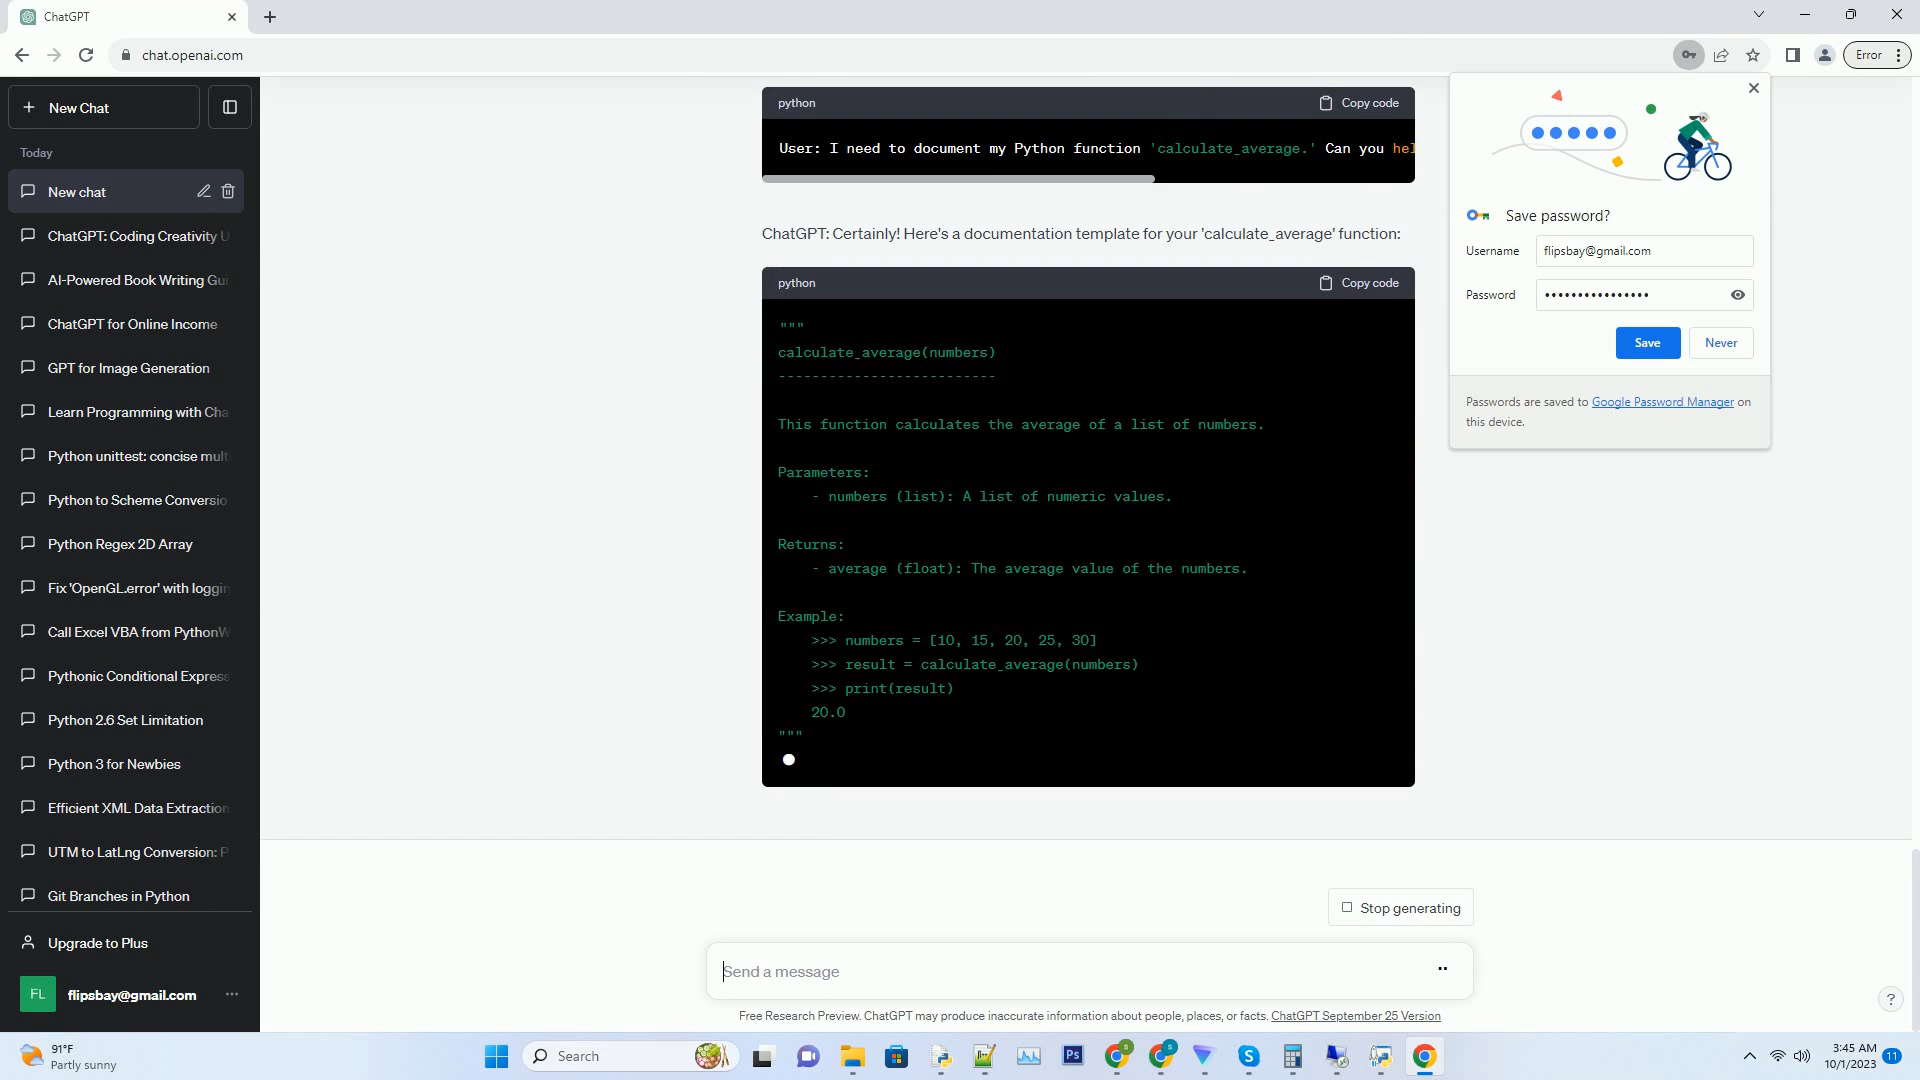 ChatGPT
chat.openai.com
Error
New Chat
Today
New chat
ChatGPT: Coding Creativity U
AI-Powered Book Writing Gui
ChatGPT for Online Income
GPT for Image Generation
Learn Programming with Cha
Python unittest: concise mult
Python to Scheme Conversio
Python Regex 2D Array
Fix 'OpenGL.error' with loggin
Call Excel VBA from PythonW
Pythonic Conditional Express
Python 2.6 Set Limitation
Python 3 for Newbies
Efficient XML Data Extraction
UTM to LatLng Conversion: P
Git Branches in Python
Upgrade to Plus
FL flipsbay@gmail.com
python Copy code
User: I need to document my Python function 'calculate_average.' Can you hel
ChatGPT: Certainly! Here's a documentation template for your 'calculate_average' function:
python Copy code
"""
calculate_average(numbers)
--------------------------
This function calculates the average of a list of numbers.
Parameters:
- numbers (list): A list of numeric values.
Returns:
- average (float): The average value of the numbers.
Example:
>>> numbers = [10, 15, 20, 25, 30]
>>> result = calculate_average(numbers)
>>> print(result)
20.0
"""
Stop generating
Send a message
Free Research Preview. ChatGPT may produce inaccurate information about people, places, or facts. ChatGPT September 25 Version
?
Save password?
Username flipsbay@gmail.com
Password ••••••••••••••••
Save Never
Passwords are saved to Google Password Manager on
this device.
91°F
Partly sunny
Search
Ps
S
S
S
3:45 AM
10/1/2023
11